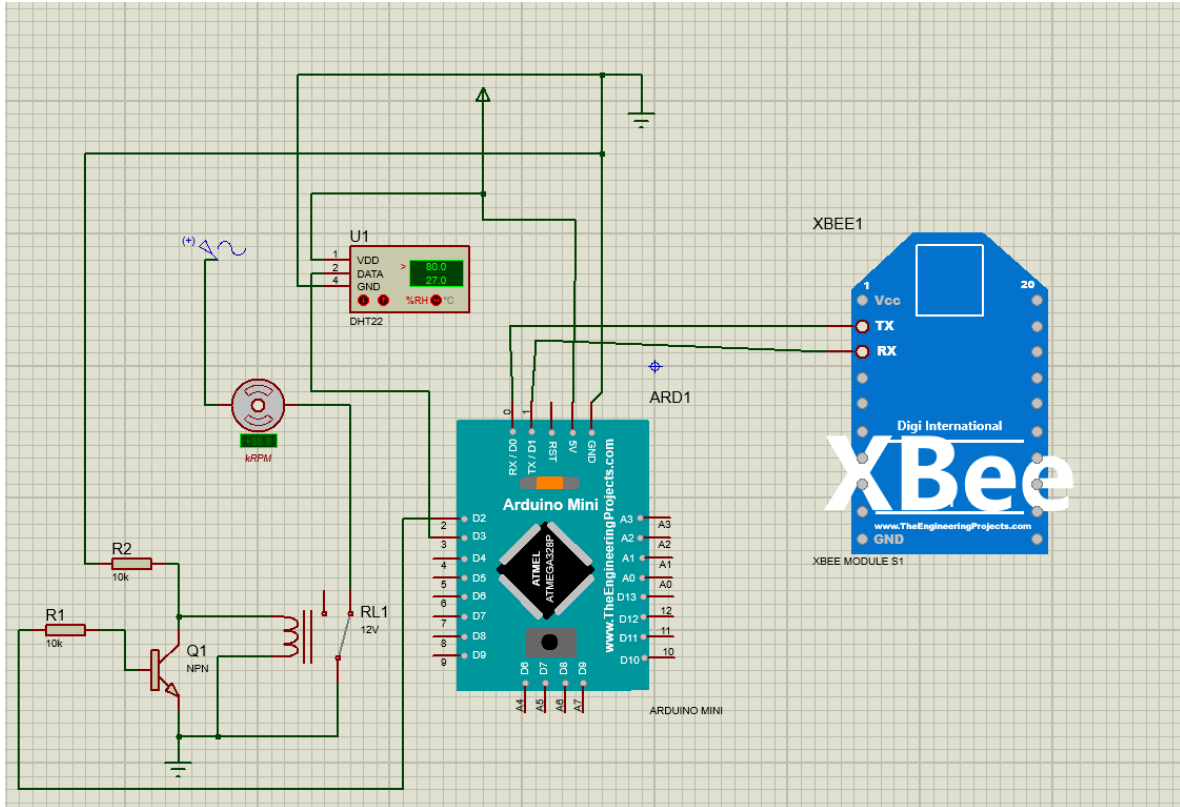 U1
1
2
4
VDD
DATA
GND
>
80.0
27.0
%RH
°C
DHT22
(+)
kRPM
R2
10k
R1
10k
Q1
NPN
RL1
12V
ARD1
0
1
RX / D0
TX / D1
RST
5V
GND
Arduino Mini
ATMEL
ATMEGA328P
www.TheEngineeringProjects.com
D2
D3
D4
D5
D6
D7
D8
D9
2
3
4
5
6
7
8
9
A3
A2
A1
A0
D13
D12
D11
D10
A3
A2
A1
A0
12
11
10
D6
D7
D8
D9
A4
A5
A6
A7
ARDUINO MINI
XBEE1
1
20
Vcc
TX
RX
Digi International
XBee
www.TheEngineeringProjects.com
GND
XBEE MODULE S1